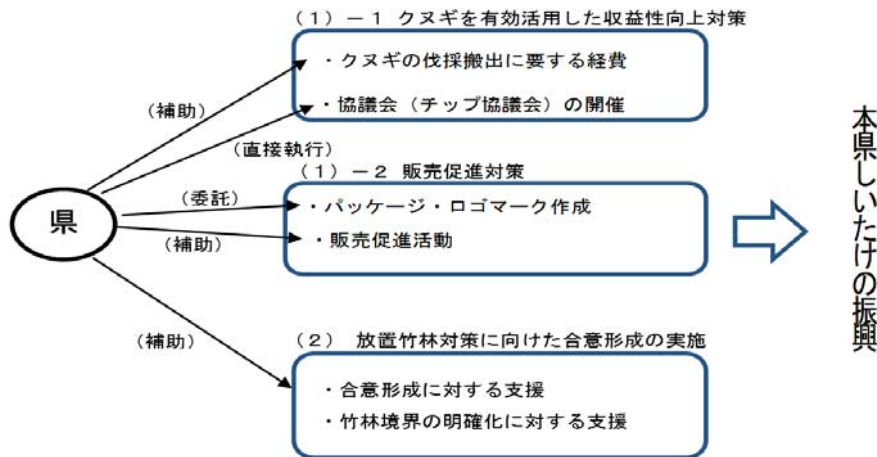 （１）－１ クヌギを有効活用した収益性向上対策
・クヌギの伐採搬出に要する経費
・協議会（チップ協議会）の開催
（補助）
（直接執行）
（１）－２ 販売促進対策
（委託）
・パッケージ・ロゴマーク作成
・販売促進活動
（補助）
県
（補助）
（２） 放置竹林対策に向けた合意形成の実施
・合意形成に対する支援
・竹林境界の明確化に対する支援
本県しいたけの振興